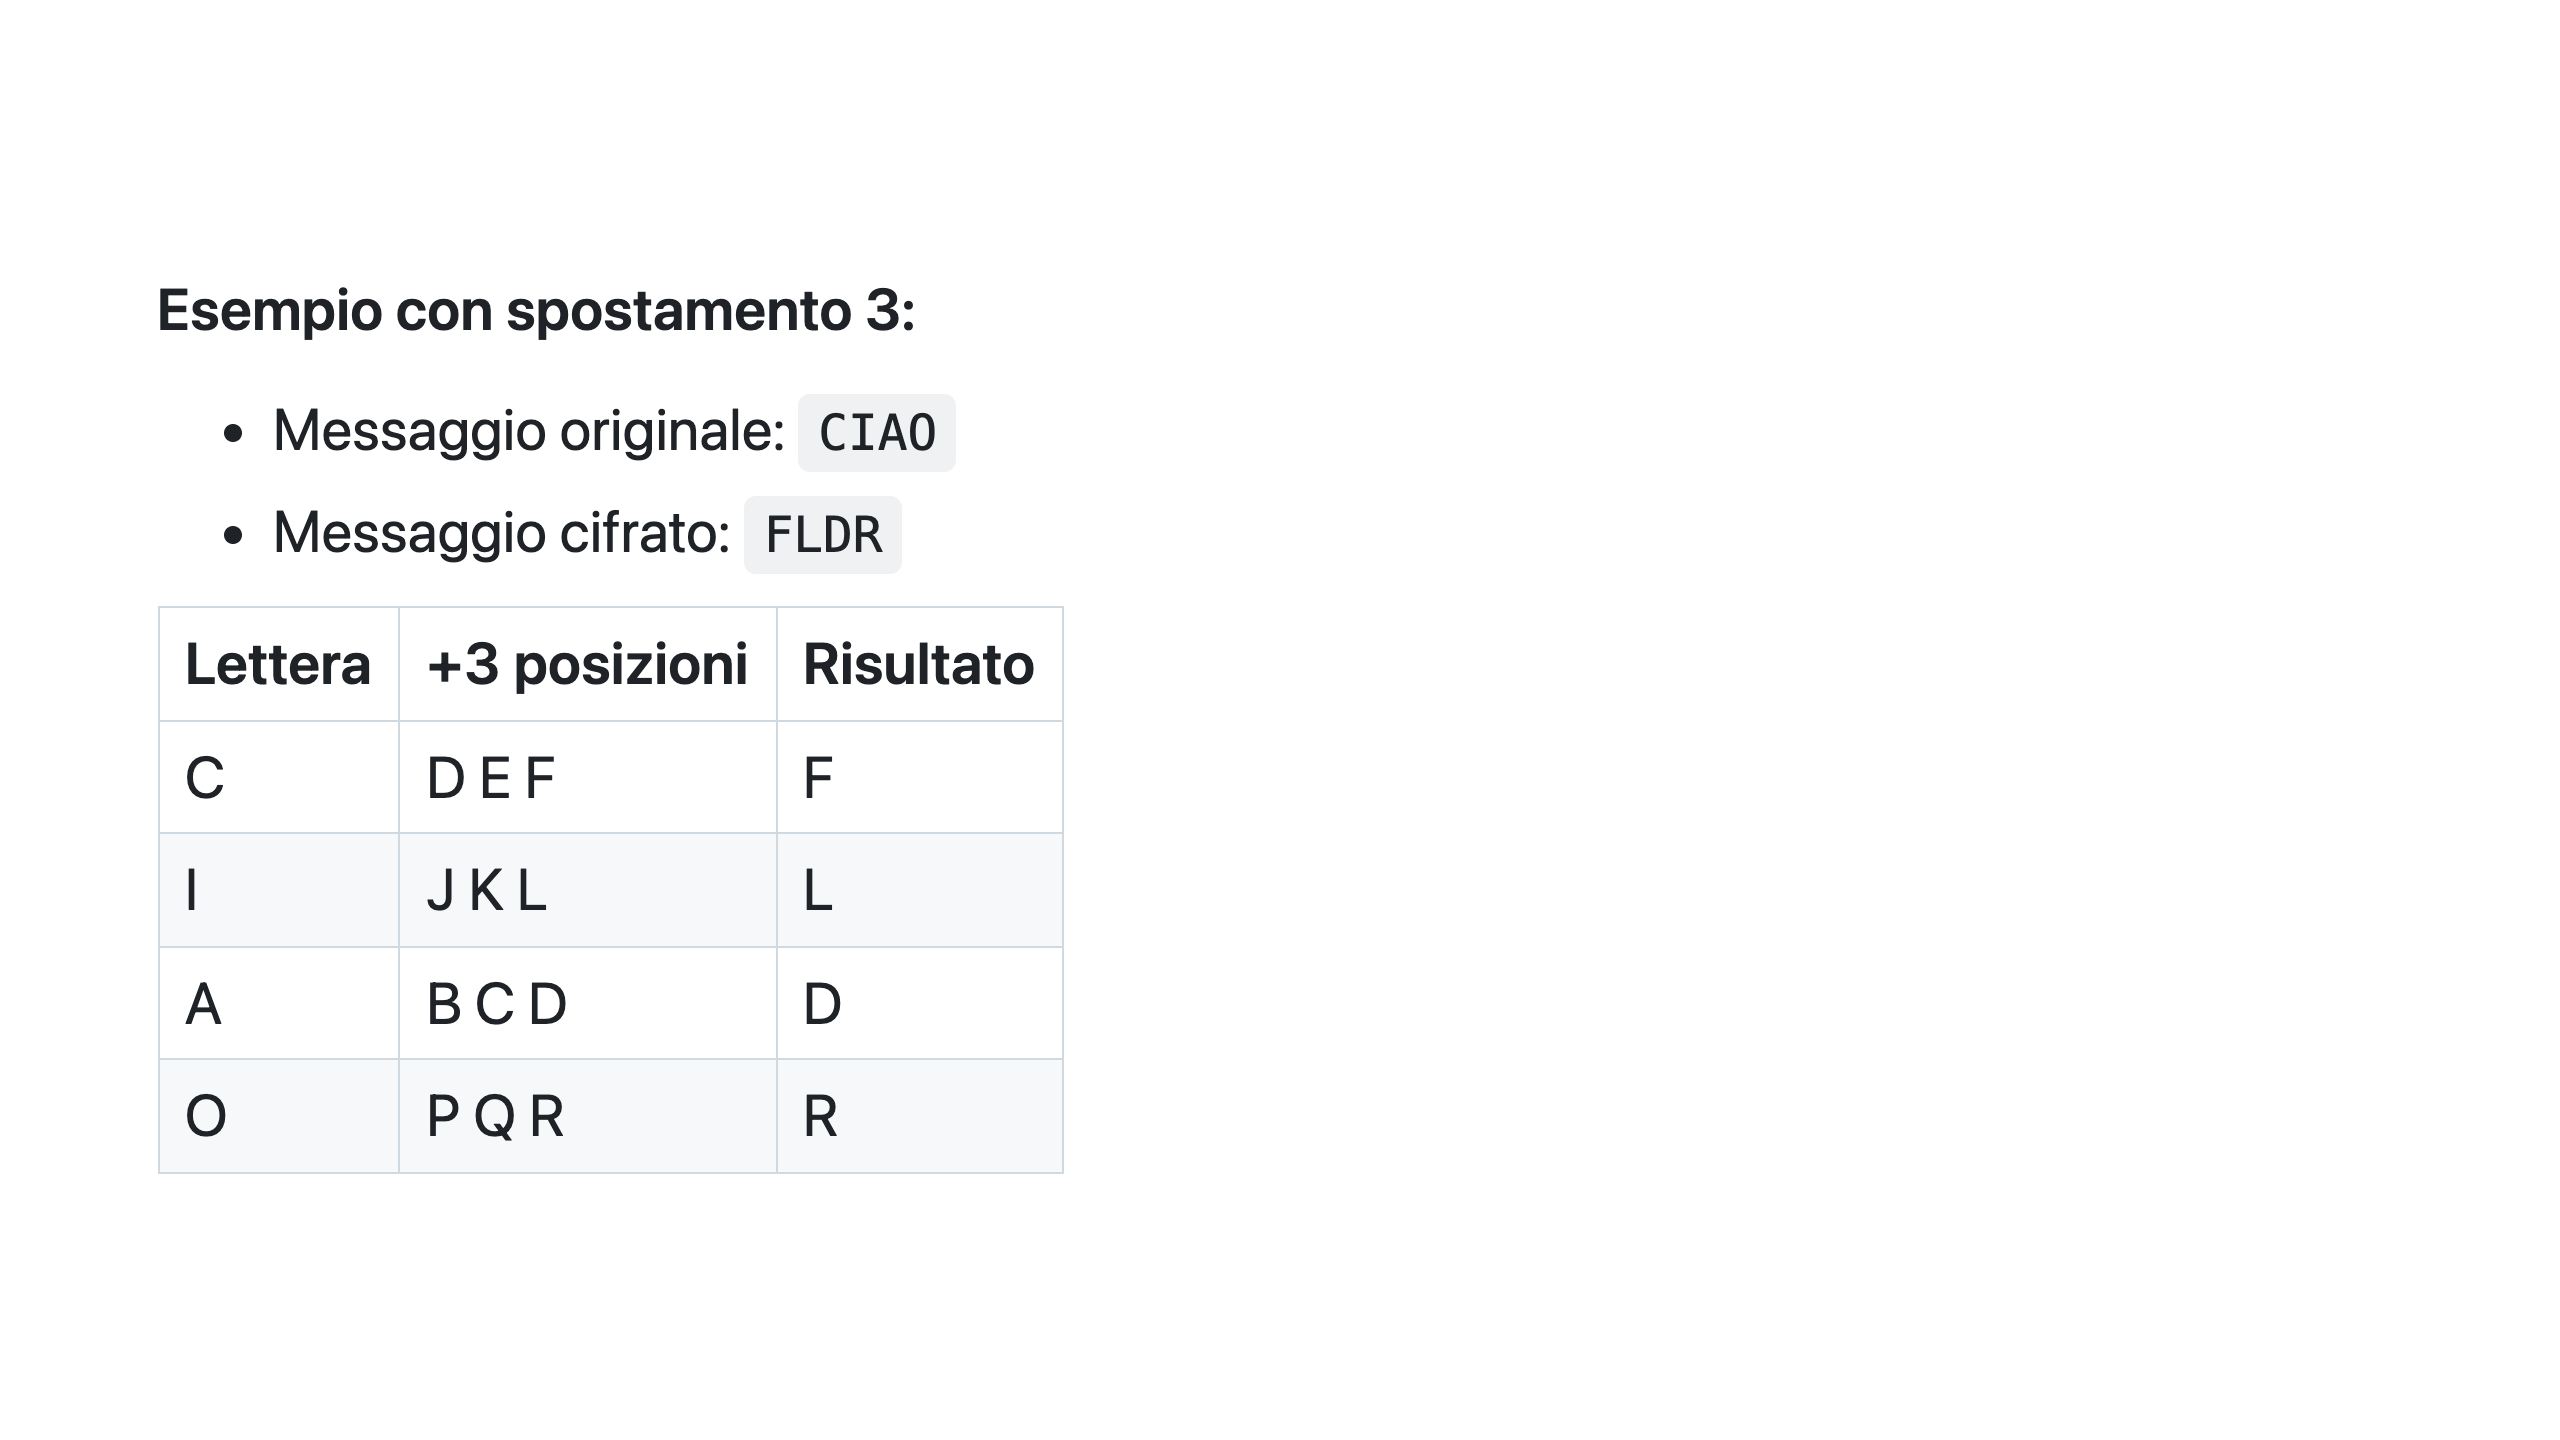 Esempio con spostamento 3:
• Messaggio originale: CIAO
• Messaggio cifrato: FLDR
Lettera +3 posizioni Risultato
C D E F F
I J K L L
A B C D D
O P Q R R